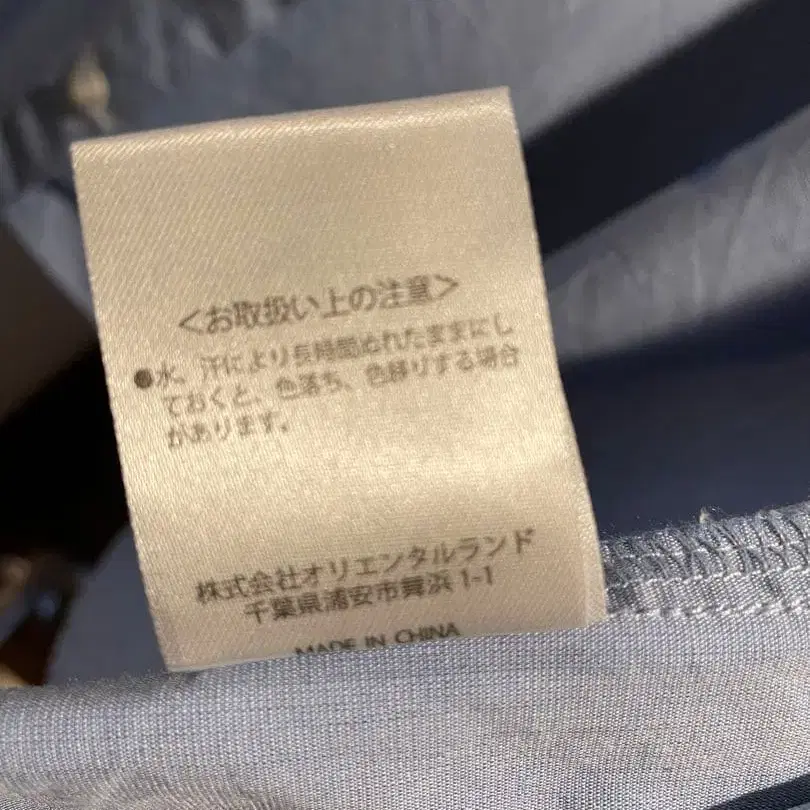 <お取扱い上の注意>
●水、汗により長時間ぬれたままにし
ておくと、色落ち、色移りする場合
があります。
株式会社オリエンタルランド
千葉県浦安市舞浜1-1
MADE IN CHINA